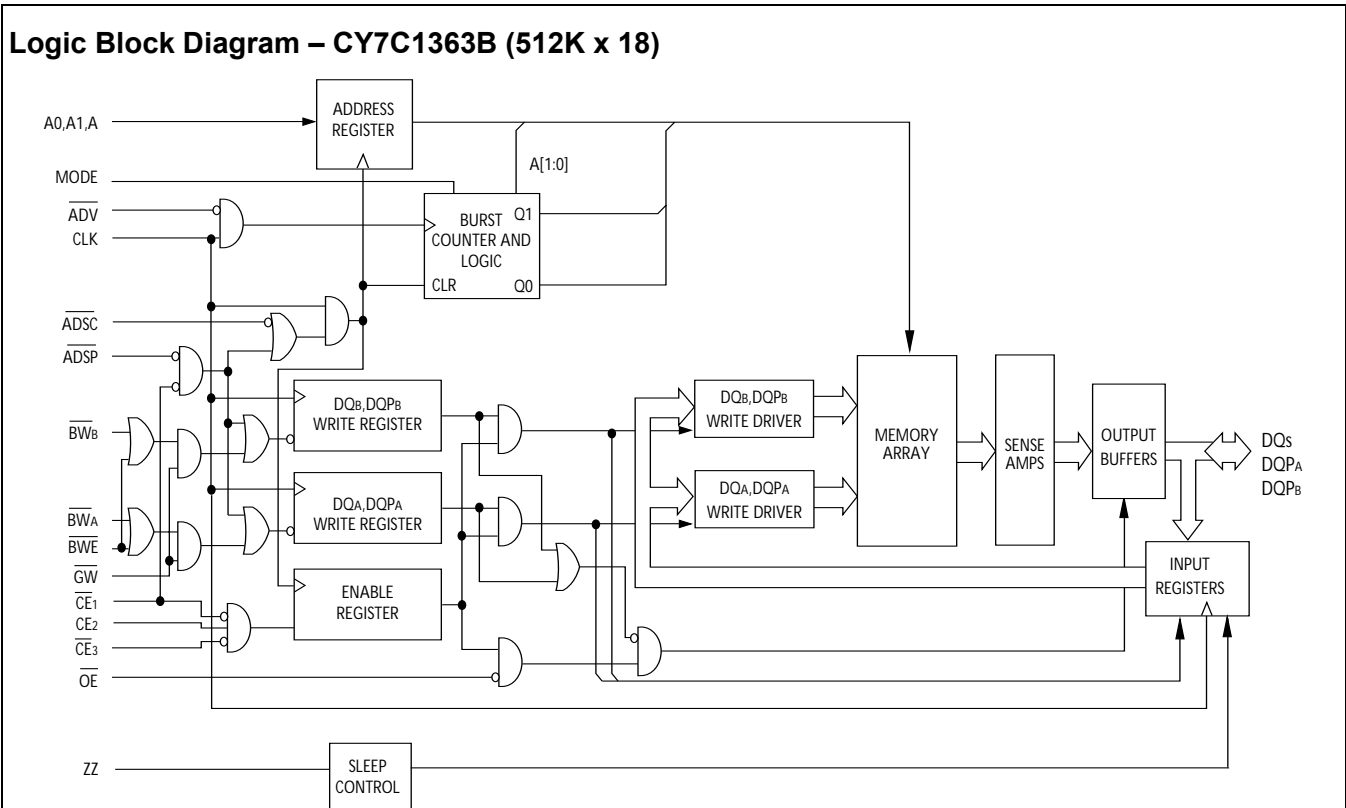 Logic Block Diagram – CY7C1363B (512K x 18)
A0,A1,A
ADDRESS
REGISTER
MODE
A[1:0]
ADV
CLK
BURST
COUNTER AND
LOGIC
Q1
CLR
Q0
ADSC
ADSP
DQB,DQPB
WRITE REGISTER
DQB,DQPB
WRITE DRIVER
BWB
MEMORY
ARRAY
SENSE
AMPS
OUTPUT
BUFFERS
DQs
DQPA
DQPB
DQA,DQPA
WRITE REGISTER
DQA,DQPA
WRITE DRIVER
BWA
BWE
GW
CE1
CE2
CE3
OE
ENABLE
REGISTER
INPUT
REGISTERS
ZZ
SLEEP
CONTROL